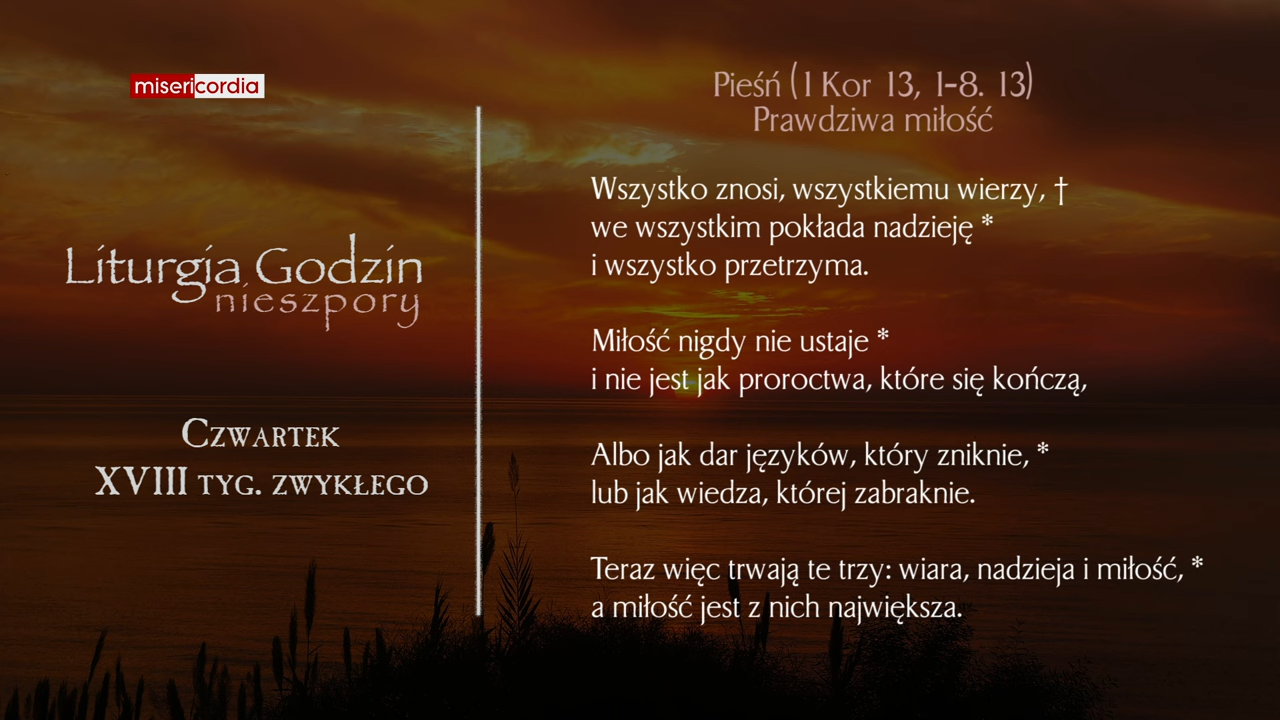 misericordia
Liturgia Godzin
nieszpory
Czwartek
XVIII tyg. zwykłego
Pieśń (1 Kor 13, 1-8. 13)
Prawdziwa miłość
Wszystko znosi, wszystkiemu wierzy, †
we wszystkim pokłada nadzieję *
i wszystko przetrzyma.
Miłość nigdy nie ustaje *
i nie jest jak proroctwa, które się kończą,
Albo jak dar języków, który zniknie, *
lub jak wiedza, której zabraknie.
Teraz więc trwają te trzy: wiara, nadzieja i miłość, *
a miłość jest z nich największa.